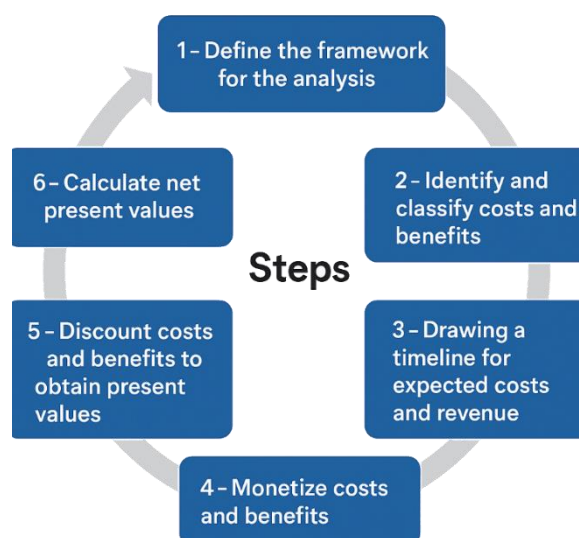 1 – Define the framework
for the analysis
2 – Identify and
classify costs and
benefits
3 – Drawing a
timeline for
expected costs
and revenue
4 – Monetize costs
and benefits
5 – Discount costs
and benefits to
obtain present
values
6 – Calculate net
present values
Steps